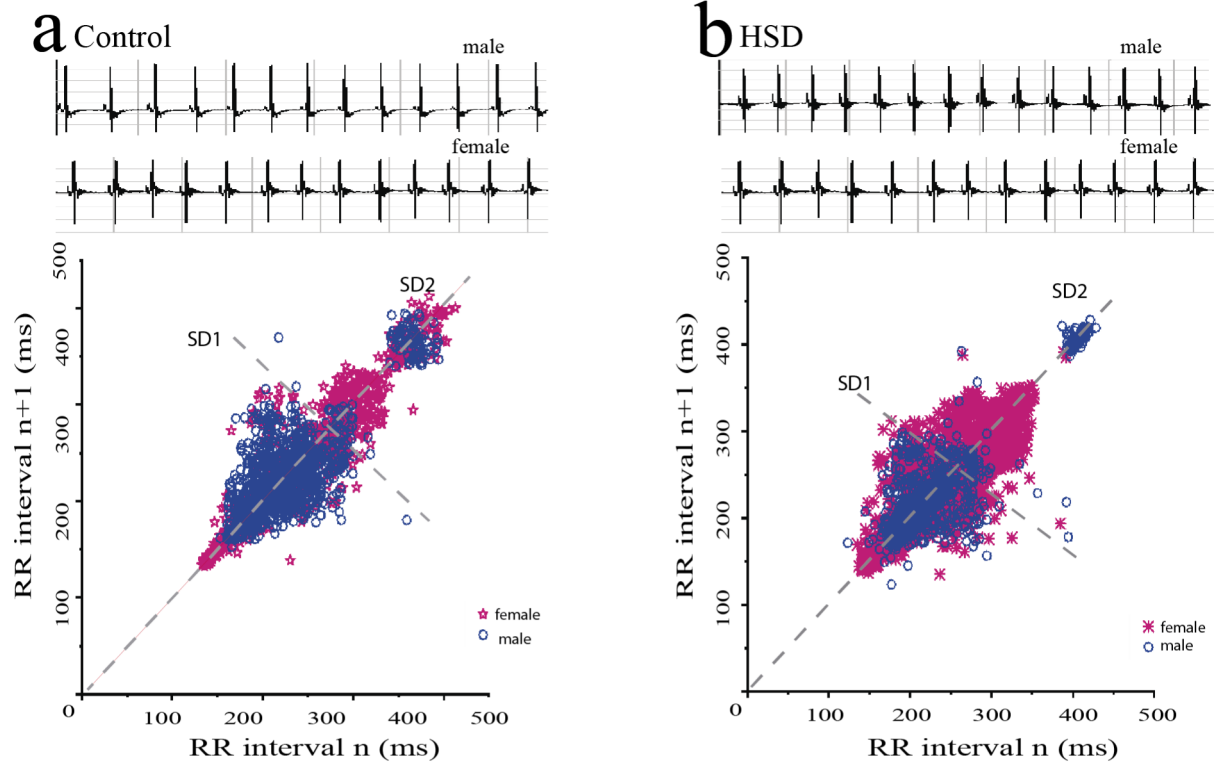 a Control
male
female
500
400
300
200
100
0
RR interval n+1 (ms)
SD1
SD2
female
male
100 200 300 400 500
RR interval n (ms)
b HSD
male
female
500
400
300
200
100
0
RR interval n+1 (ms)
SD2
SD1
female
male
100 200 300 400 500
RR interval n (ms)